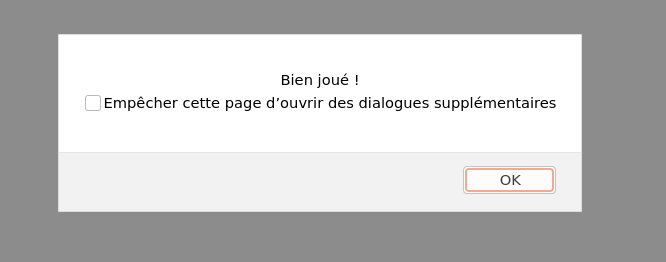 Bien joué !
Empêcher cette page d’ouvrir des dialogues supplémentaires
OK